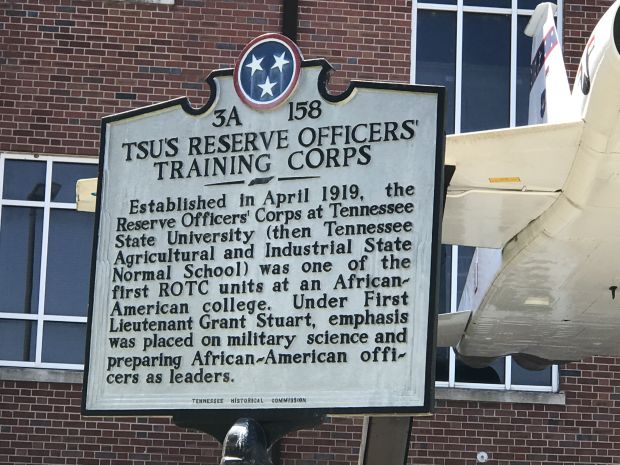 3A 158
TSU'S RESERVE OFFICERS'
TRAINING CORPS
Established in April 1919, the
Reserve Officers' Corps at Tennessee
State University (then Tennessee
Agricultural and Industrial State
Normal School) was one of the
first ROTC units at an African-
American college. Under First
Lieutenant Grant Stuart, emphasis
was placed on military science and
preparing African-American offi-
cers as leaders.
TENNESSEE HISTORICAL COMMISSION